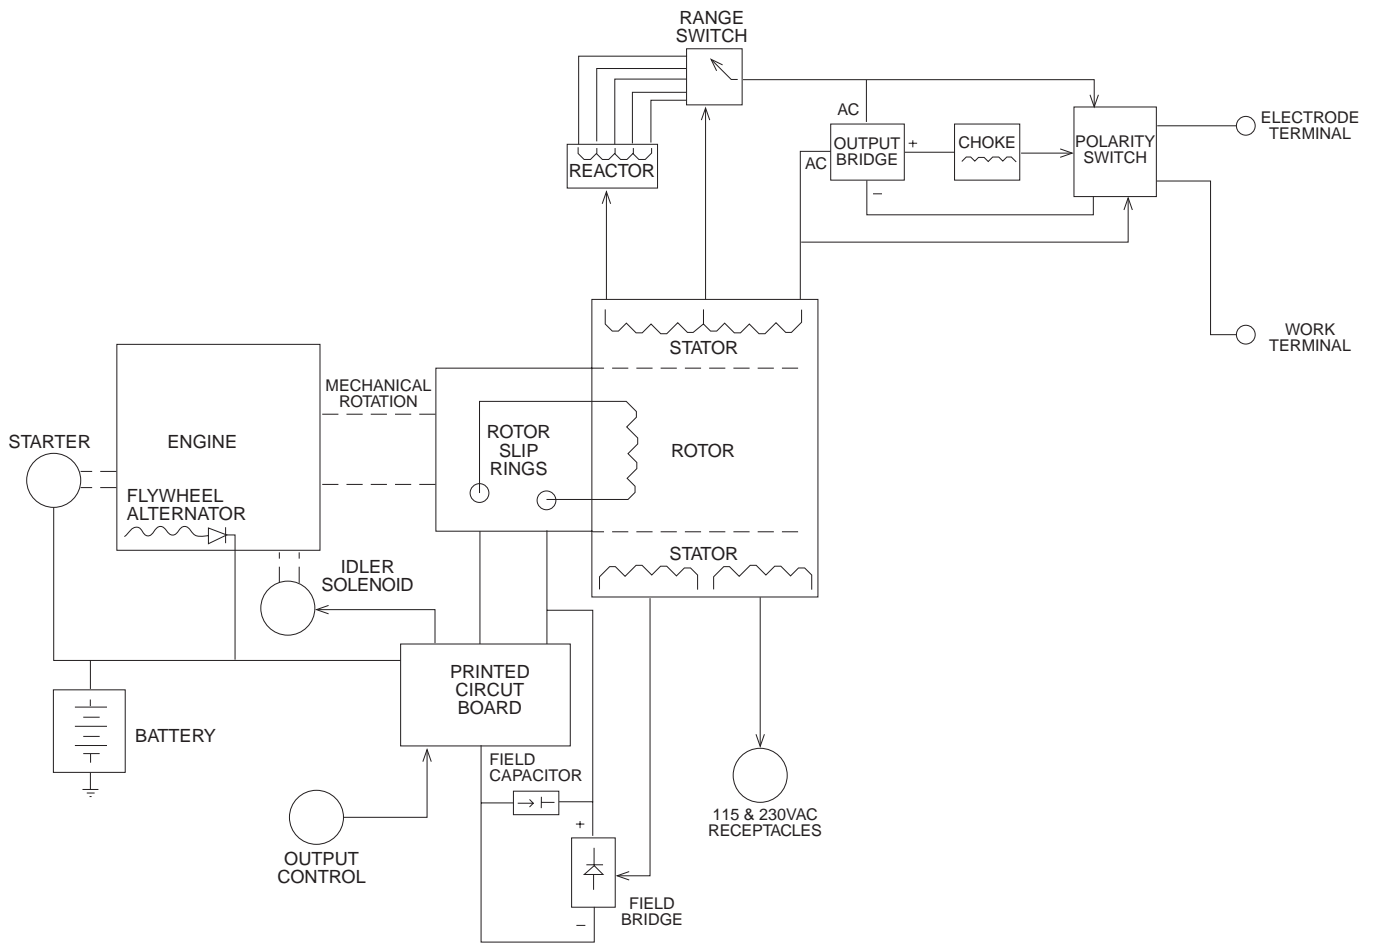 RANGE
SWITCH
AC
OUTPUT
BRIDGE
+
CHOKE
POLARITY
SWITCH
ELECTRODE
TERMINAL
AC
REACTOR
−
WORK
TERMINAL
STATOR
MECHANICAL
ROTATION
STARTER
ENGINE
ROTOR
SLIP
RINGS
ROTOR
FLYWHEEL
ALTERNATOR
STATOR
IDLER
SOLENOID
PRINTED
CIRCUT
BOARD
BATTERY
FIELD
CAPACITOR
+
115 & 230VAC
RECEPTACLES
OUTPUT
CONTROL
FIELD
BRIDGE
−